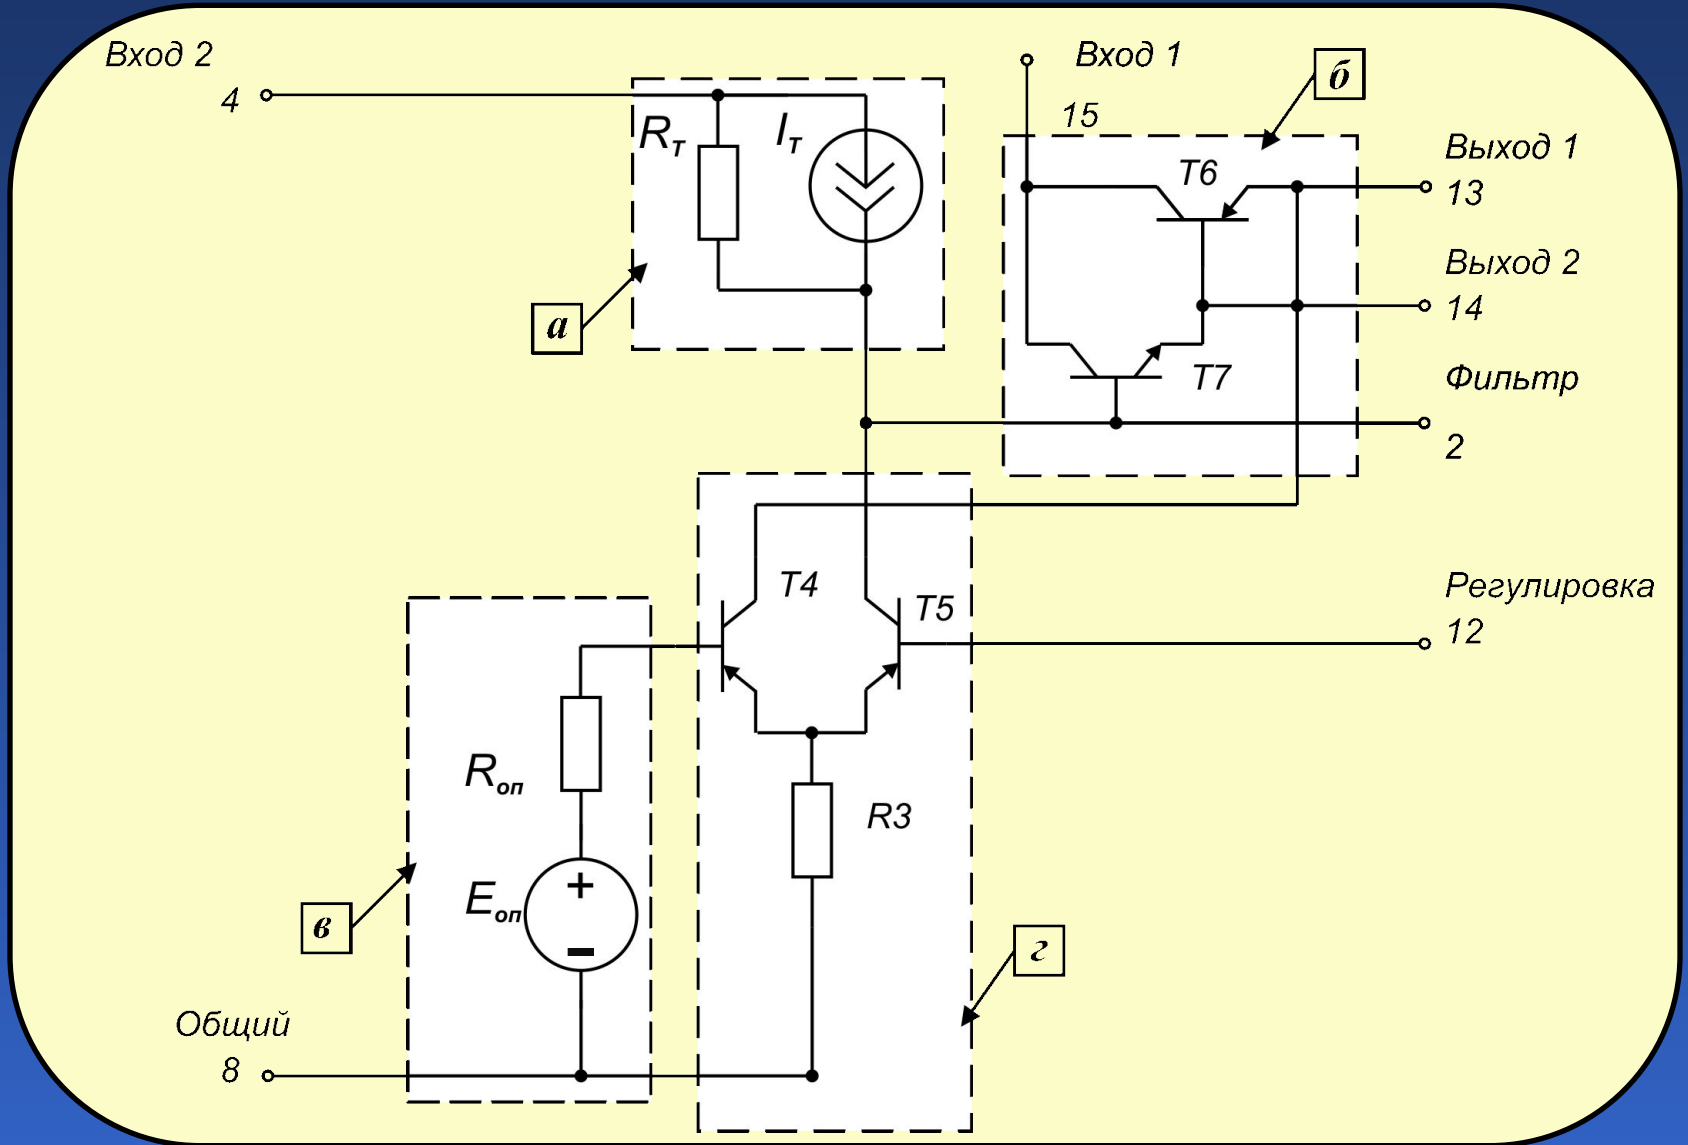 Вход 2
4
Rт
Iт
а
Вход 1
15
б
T6
Выход 1
13
Выход 2
14
T7
Фильтр
2
T4
T5
Регулировка
12
Rоп
R3
+
Eоп
−
в
г
Общий
8